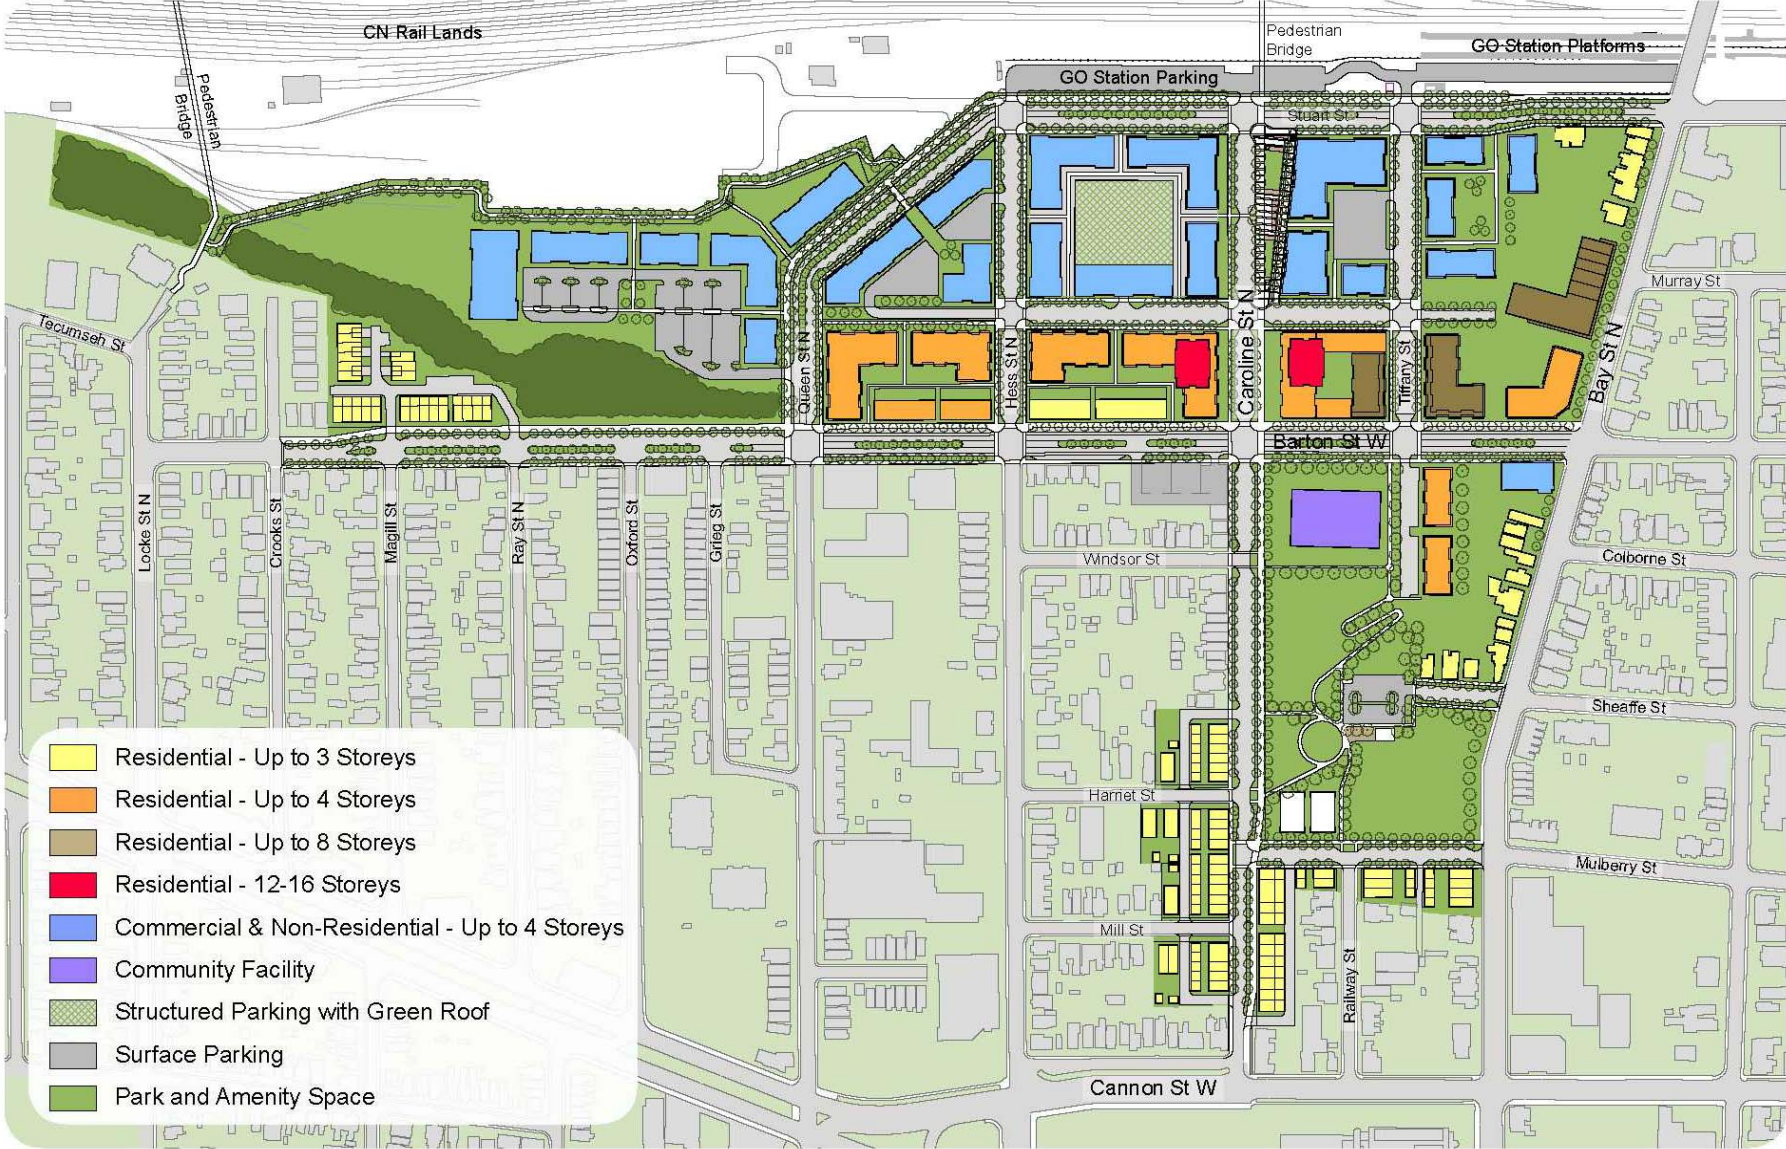 CN Rail Lands
Pedestrian
Bridge
GO Station Platforms
Pedestrian
Bridge
GO Station Parking
Stuart St
Murray St
Tecumseh St
Queen St N
Hess St N
Caroline St N
Tiffany St
Bay St N
Barton St W
Locke St N
Crooks St
Magill St
Ray St N
Oxford St
Grieg St
Windsor St
Colborne St
Sheaffe St
Harriet St
Mulberry St
Mill St
Railway St
Cannon St W
Residential - Up to 3 Storeys
Residential - Up to 4 Storeys
Residential - Up to 8 Storeys
Residential - 12-16 Storeys
Commercial & Non-Residential - Up to 4 Storeys
Community Facility
Structured Parking with Green Roof
Surface Parking
Park and Amenity Space